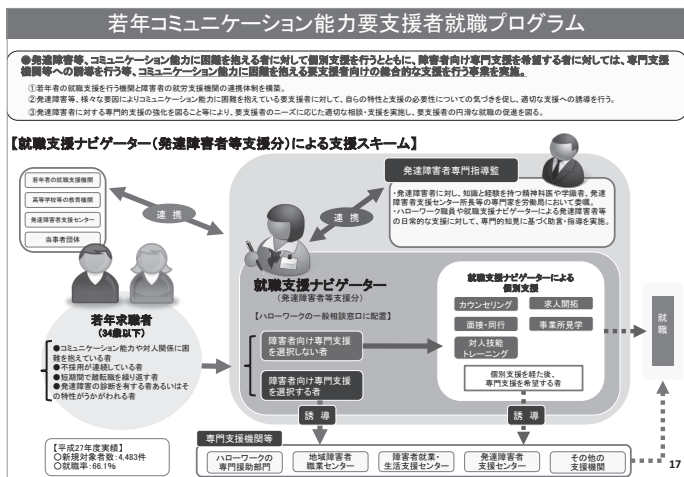 若年コミュニケーション能力要支援者就職プログラム
●発達障害等、コミュニケーション能力に困難を抱える者に対して個別支援を行うとともに、障害者向け専門支援を希望する者に対しては、専門支援
機関等への誘導を行う等、コミュニケーション能力に困難を抱える要支援者向けの総合的な支援を行う事業を実施。
①若年者の就職支援を行う機関と障害者の就労支援機関の連携体制を構築。
②発達障害等、様々な要因によりコミュニケーション能力に困難を抱えている要支援者に対して、自らの特性と支援の必要性についての気づきを促し、適切な支援への誘導を行う。
③発達障害者に対する専門的支援の強化を図ること等により、要支援者のニーズに応じた適切な相談・支援を実施し、要支援者の円滑な就職の促進を図る。
【就職支援ナビゲーター（発達障害者等支援分）による支援スキーム】
若年者の就職支援機関
高等学校等の教育機関
発達障害者支援センター
当事者団体
連携
連携
発達障害者専門指導監
・発達障害者に対し、知識と経験を持つ精神科医や学識者、発達
障害者支援センター所長等の専門家を労働局において委嘱。
・ハローワーク職員や就職支援ナビゲーターによる発達障害者等
の日常的な支援に対して、専門的知見に基づく助言・指導を実施。
若年求職者
（34歳以下）
●コミュニケーション能力や対人関係に困
難を抱えている者
●不採用が連続している者
●短期間で離転職を繰り返す者
●発達障害の診断を有する者あるいはそ
の特性がうかがわれる者
就職支援ナビゲーター
（発達障害者等支援分）
【ハローワークの一般相談窓口に配置】
障害者向け専門支援
を選択しない者
障害者向け専門支援
を選択する者
就職支援ナビゲーターによる
個別支援
カウンセリング
求人開拓
面接・同行
事業所見学
対人技能
トレーニング
個別支援を経た後、
専門支援を希望する者
就職
誘導
誘導
【平成27年度実績】
○新規対象者数：4,483件
○就職率：66.1％
専門支援機関等
ハローワークの
専門援助部門
地域障害者
職業センター
障害者就業・
生活支援センター
発達障害者
支援センター
その他の
支援機関
17